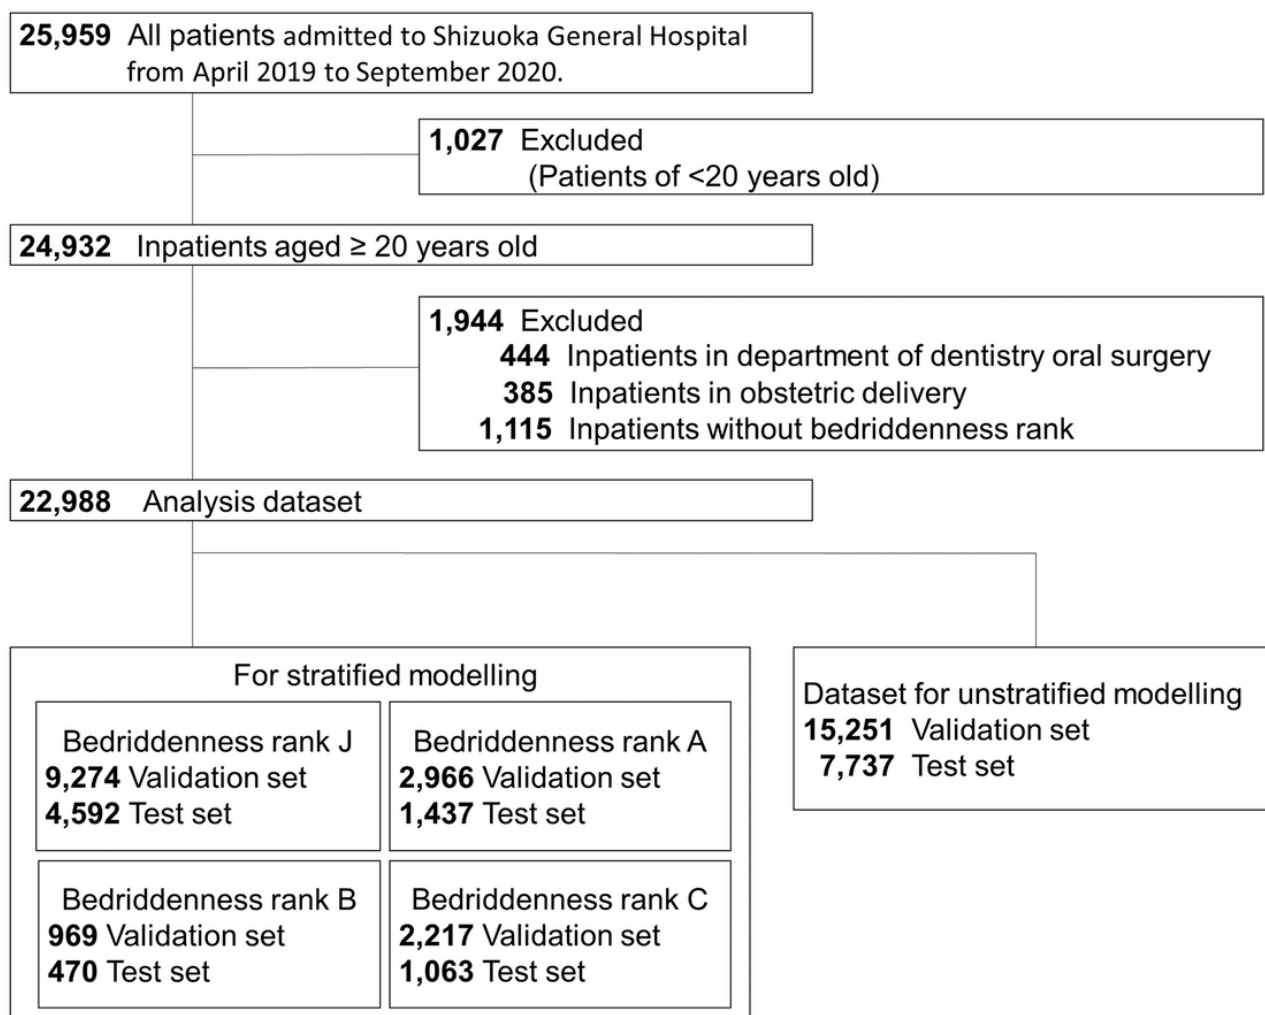 25,959 All patients admitted to Shizuoka General Hospital
from April 2019 to September 2020.
1,027 Excluded
(Patients of <20 years old)
24,932 Inpatients aged ≥ 20 years old
1,944 Excluded
444 Inpatients in department of dentistry oral surgery
385 Inpatients in obstetric delivery
1,115 Inpatients without bedriddenness rank
22,988 Analysis dataset
For stratified modelling
Bedriddenness rank J
9,274 Validation set
4,592 Test set
Bedriddenness rank A
2,966 Validation set
1,437 Test set
Bedriddenness rank B
969 Validation set
470 Test set
Bedriddenness rank C
2,217 Validation set
1,063 Test set
Dataset for unstratified modelling
15,251 Validation set
7,737 Test set